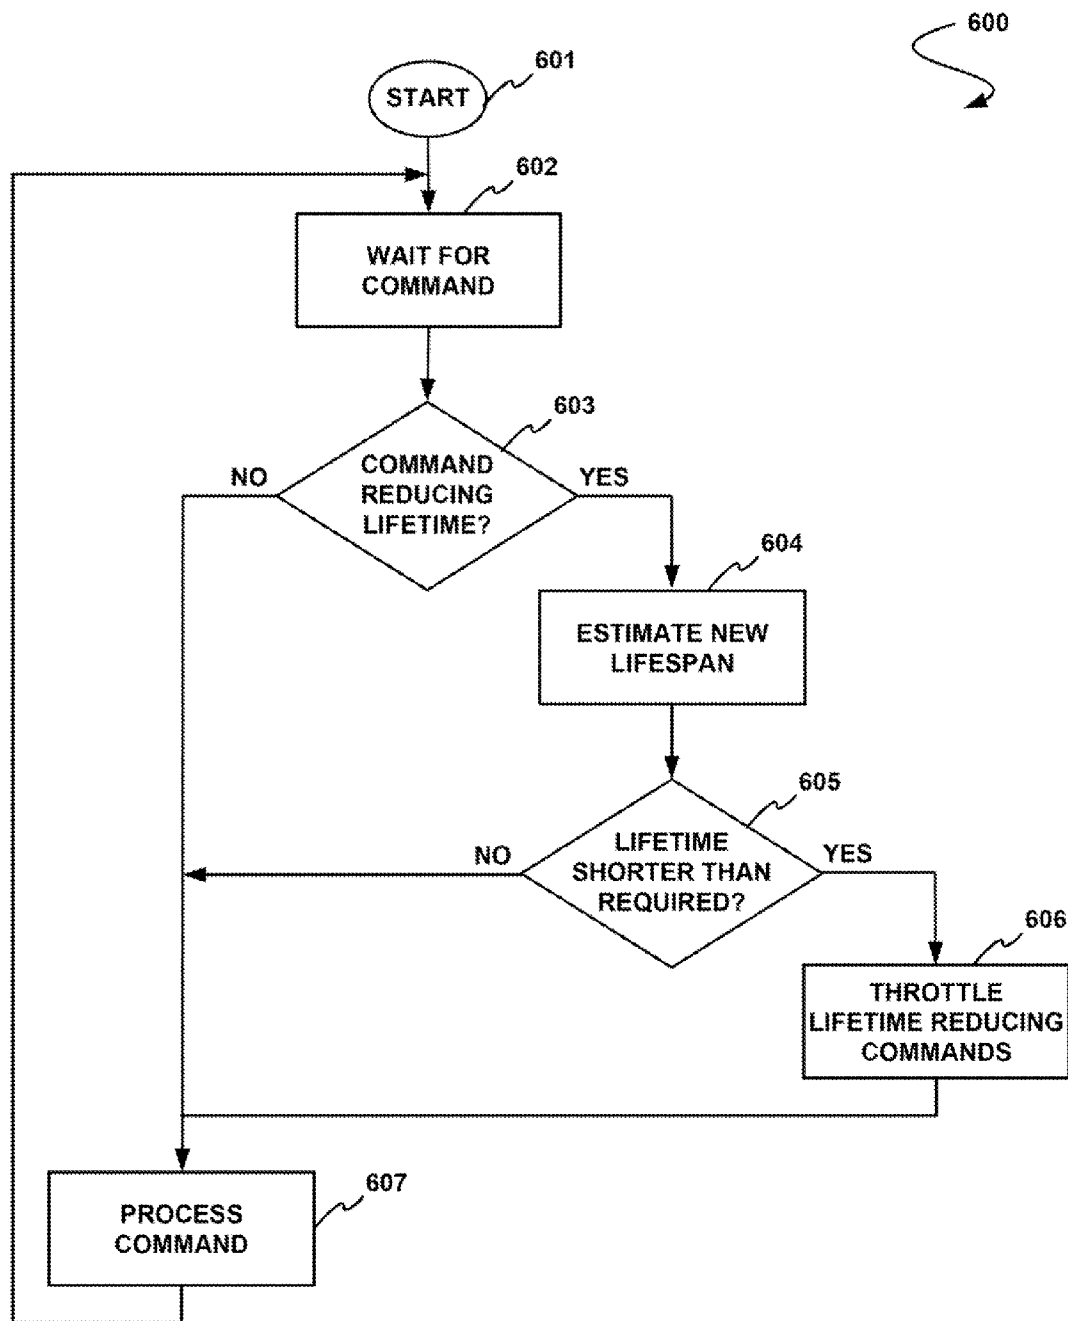 600
601
START
602
WAIT FOR
COMMAND
603
NO
COMMAND
REDUCING
LIFETIME?
YES
604
ESTIMATE NEW
LIFESPAN
605
NO
LIFETIME
SHORTER THAN
REQUIRED?
YES
606
THROTTLE
LIFETIME REDUCING
COMMANDS
607
PROCESS
COMMAND